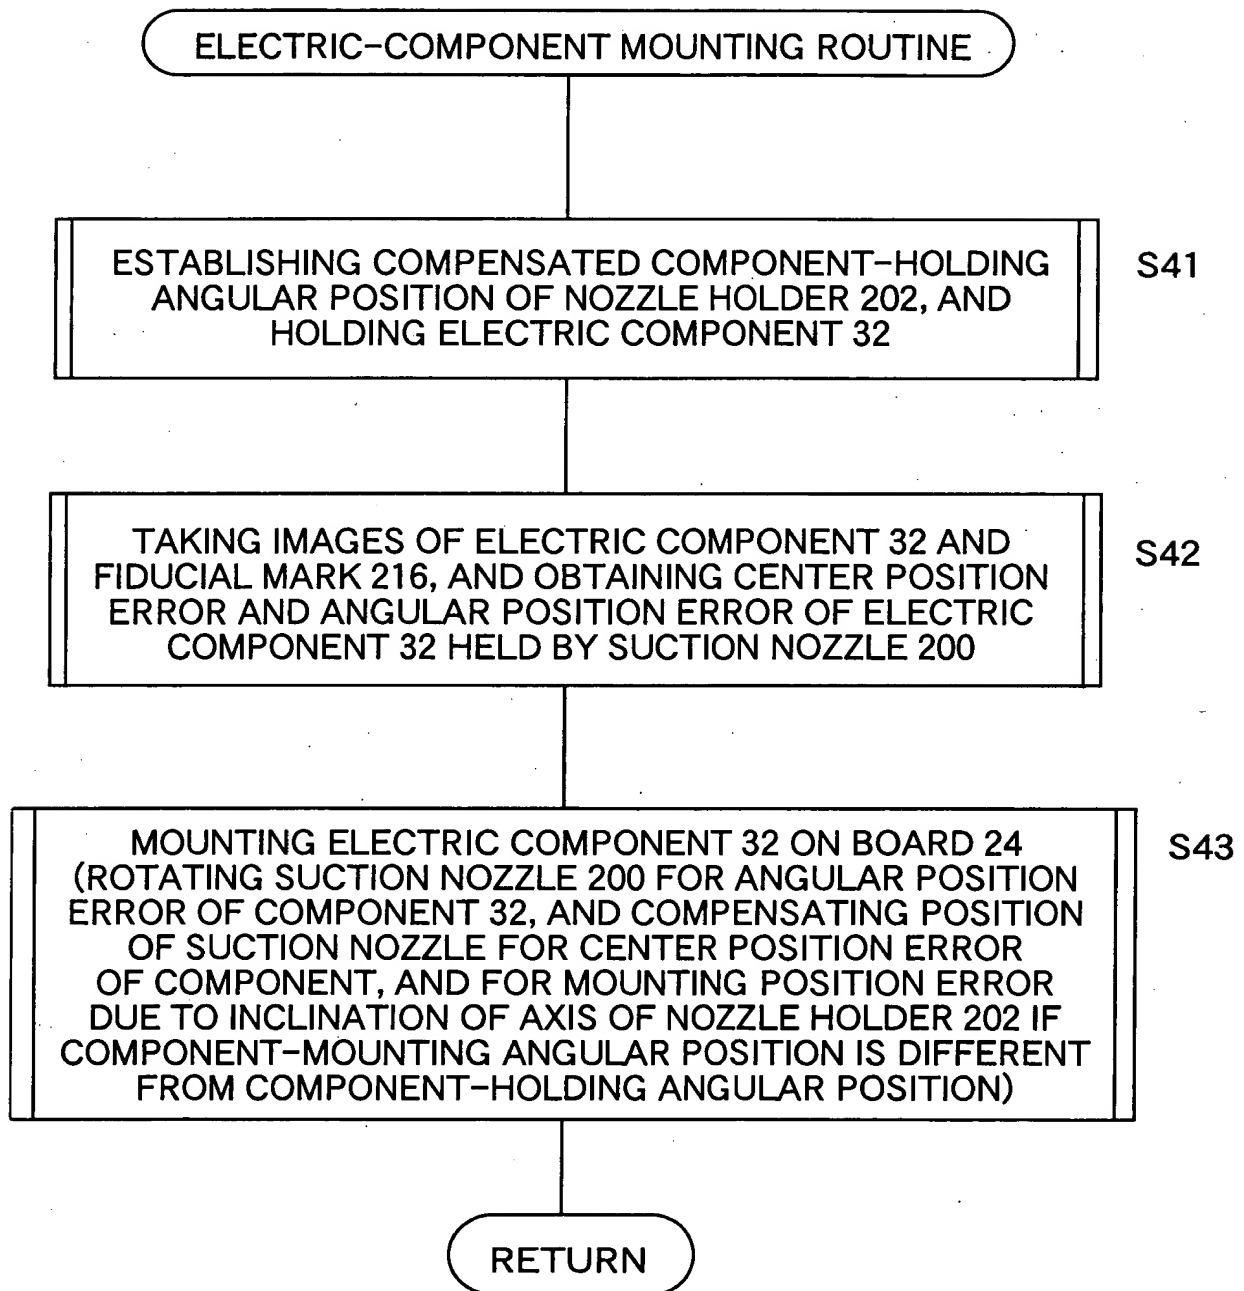 ELECTRIC-COMPONENT MOUNTING ROUTINE
ESTABLISHING COMPENSATED COMPONENT-HOLDING
ANGULAR POSITION OF NOZZLE HOLDER 202, AND
HOLDING ELECTRIC COMPONENT 32
S41
TAKING IMAGES OF ELECTRIC COMPONENT 32 AND
FIDUCIAL MARK 216, AND OBTAINING CENTER POSITION
ERROR AND ANGULAR POSITION ERROR OF ELECTRIC
COMPONENT 32 HELD BY SUCTION NOZZLE 200
S42
MOUNTING ELECTRIC COMPONENT 32 ON BOARD 24
(ROTATING SUCTION NOZZLE 200 FOR ANGULAR POSITION
ERROR OF COMPONENT 32, AND COMPENSATING POSITION
OF SUCTION NOZZLE FOR CENTER POSITION ERROR
OF COMPONENT, AND FOR MOUNTING POSITION ERROR
DUE TO INCLINATION OF AXIS OF NOZZLE HOLDER 202 IF
COMPONENT-MOUNTING ANGULAR POSITION IS DIFFERENT
FROM COMPONENT-HOLDING ANGULAR POSITION)
S43
RETURN